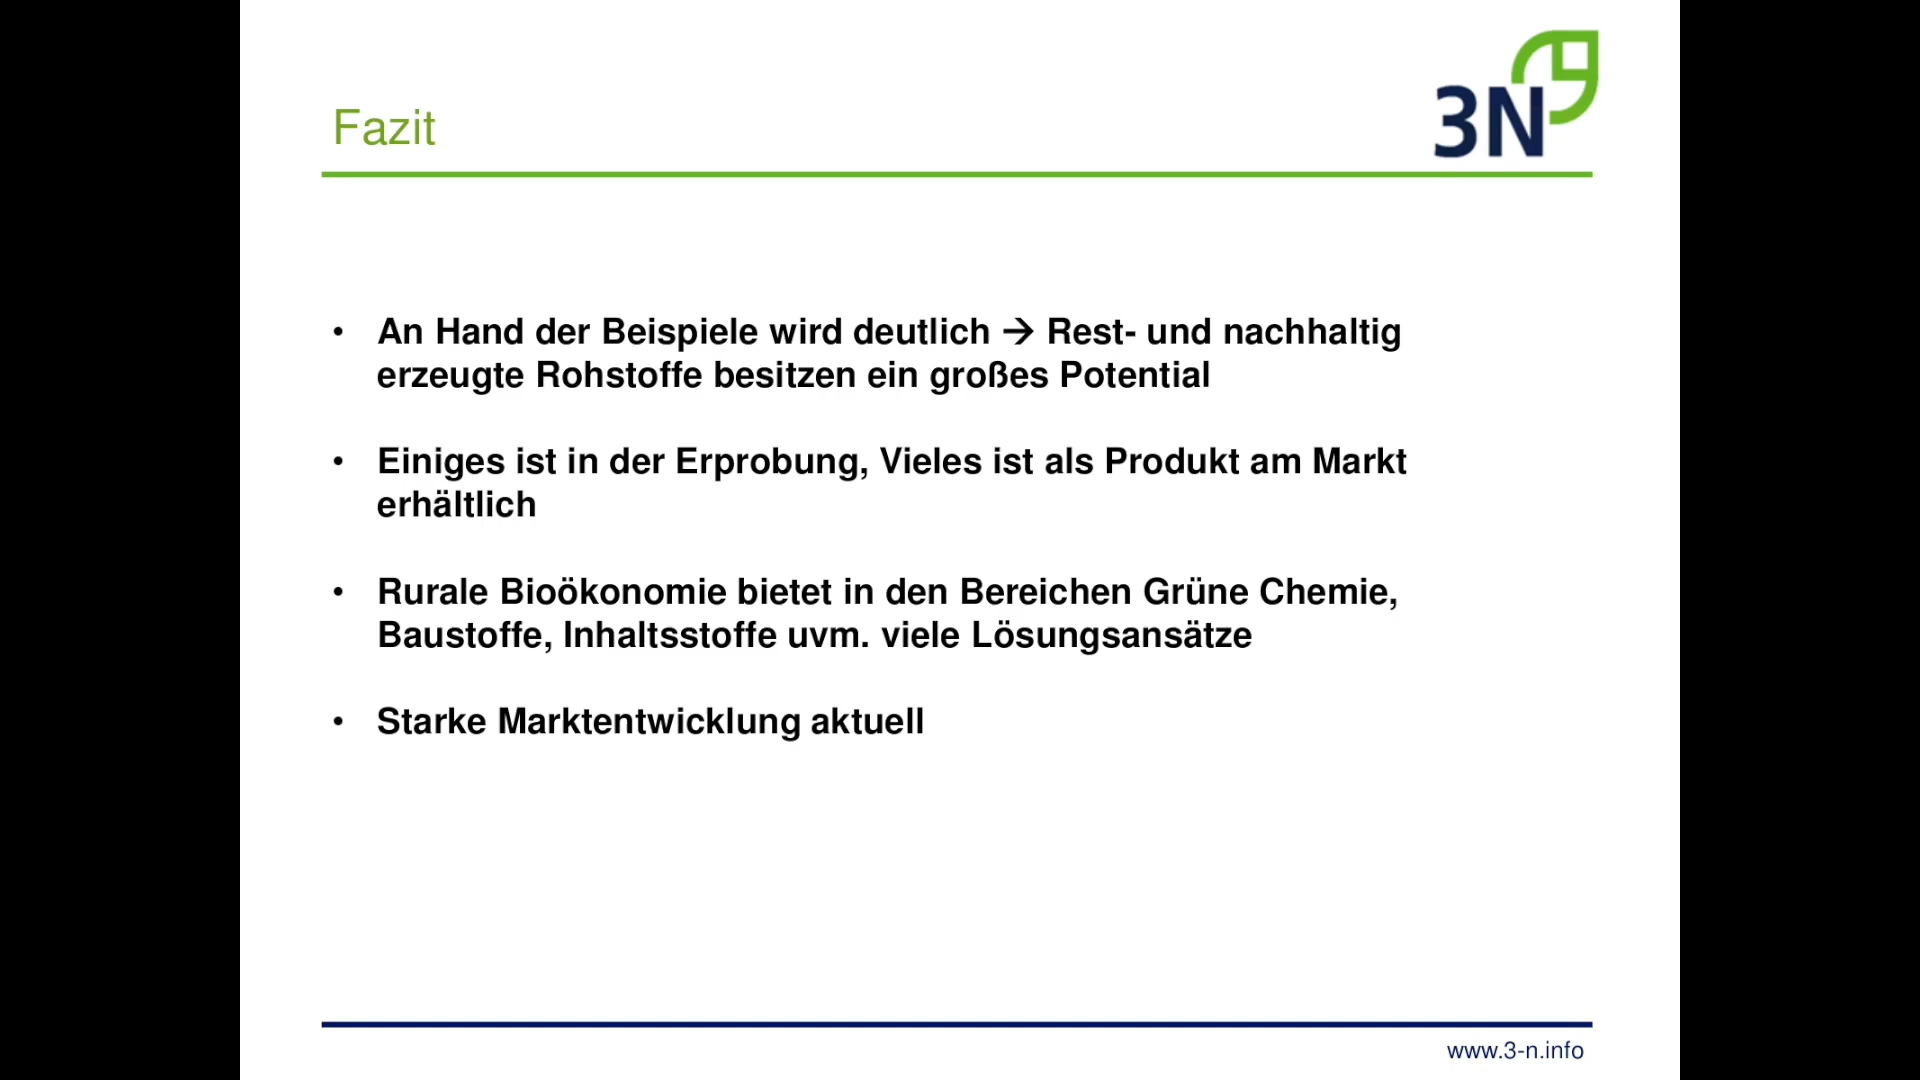 3N
Fazit
• An Hand der Beispiele wird deutlich → Rest- und nachhaltig
erzeugte Rohstoffe besitzen ein großes Potential
• Einiges ist in der Erprobung, Vieles ist als Produkt am Markt
erhältlich
• Rurale Bioökonomie bietet in den Bereichen Grüne Chemie,
Baustoffe, Inhaltsstoffe uvm. viele Lösungsansätze
• Starke Marktentwicklung aktuell
www.3-n.info